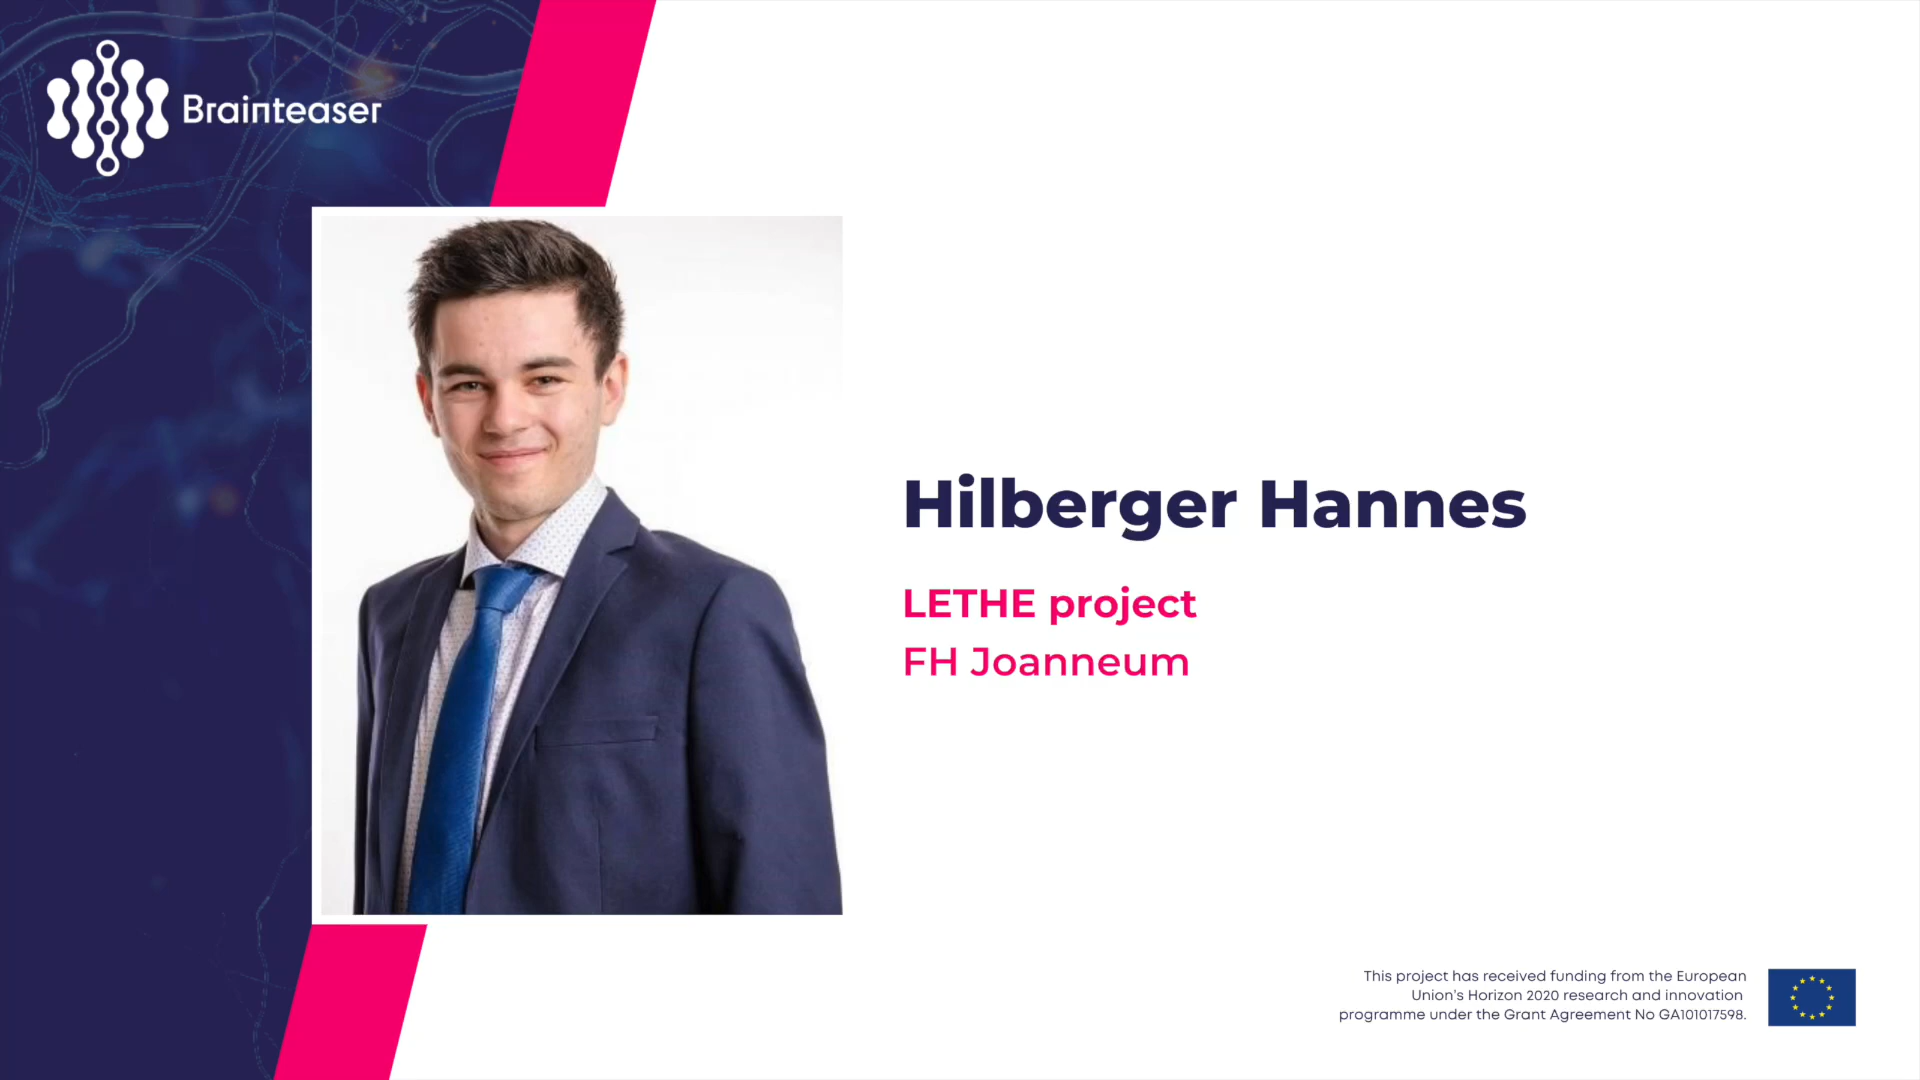 Brainteaser
Hilberger Hannes
LETHE project
FH Joanneum
This project has received funding from the European
Union's Horizon 2020 research and innovation
programme under the Grant Agreement No GA101017598.